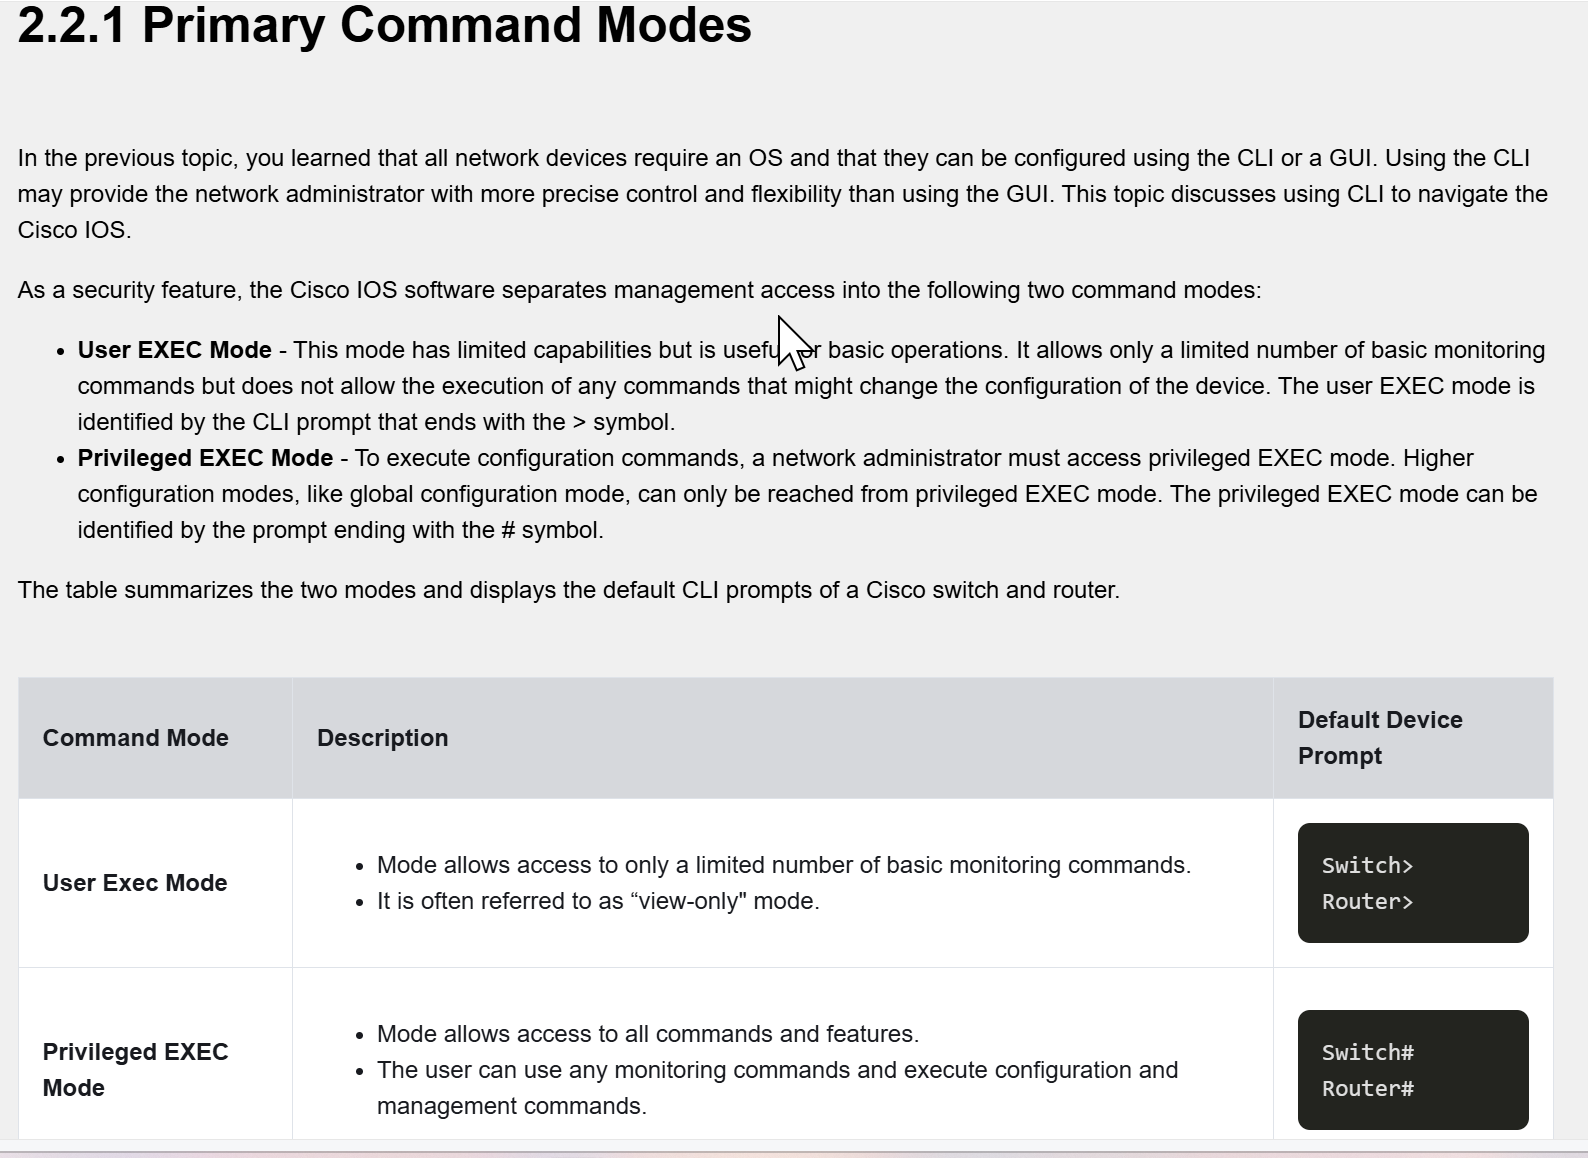 2.2.1 Primary Command Modes
In the previous topic, you learned that all network devices require an OS and that they can be configured using the CLI or a GUI. Using the CLI
may provide the network administrator with more precise control and flexibility than using the GUI. This topic discusses using CLI to navigate the
Cisco IOS.
As a security feature, the Cisco IOS software separates management access into the following two command modes:
• User EXEC Mode - This mode has limited capabilities but is basic operations. It allows only a limited number of basic monitoring
commands but does not allow the execution of any commands that might change the configuration of the device. The user EXEC mode is
identified by the CLI prompt that ends with the > symbol.
• Privileged EXEC Mode - To execute configuration commands, a network administrator must access privileged EXEC mode. Higher
configuration modes, like global configuration mode, can only be reached from privileged EXEC mode. The privileged EXEC mode can be
identified by the prompt ending with the # symbol.
The table summarizes the two modes and displays the default CLI prompts of a Cisco switch and router.
Command Mode
Description
Default Device
Prompt
User Exec Mode
• Mode allows access to only a limited number of basic monitoring commands.
• It is often referred to as “view-only" mode.
Switch>
Router>
Privileged EXEC
Mode
• Mode allows access to all commands and features.
• The user can use any monitoring commands and execute configuration and
management commands.
Switch#
Router#